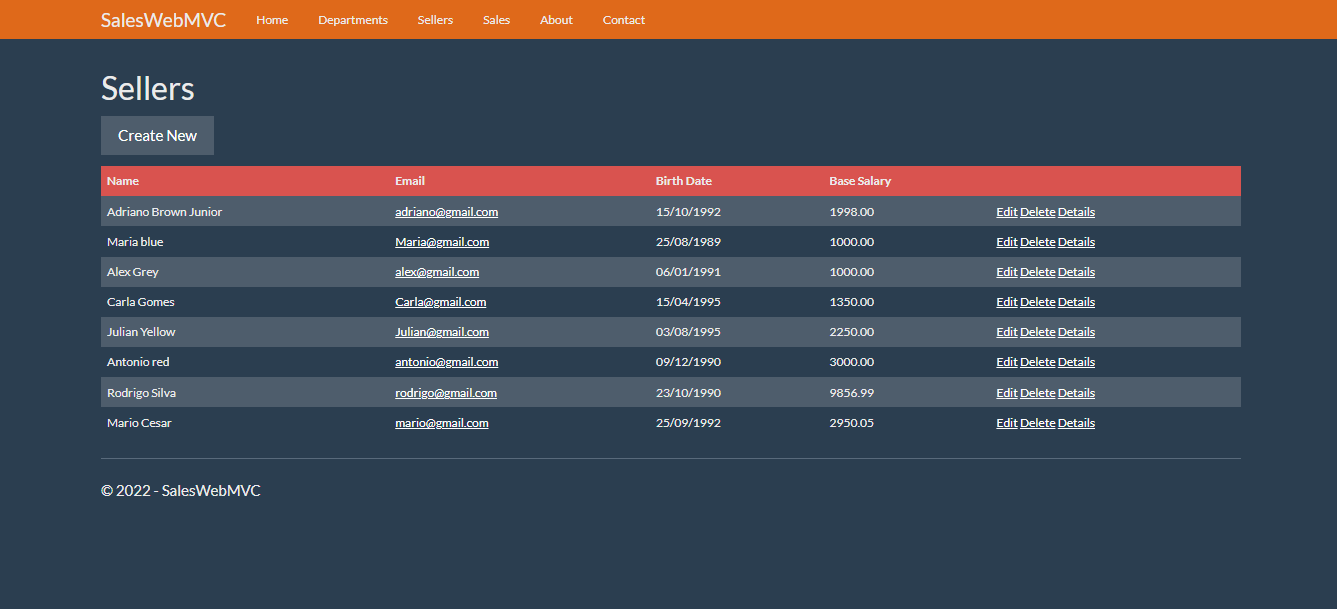 SalesWebMVC Home Departments Sellers Sales About Contact
Sellers
Create New
Name Email Birth Date Base Salary
Adriano Brown Junior adriano@gmail.com 15/10/1992 1998.00 Edit Delete Details
Maria blue Maria@gmail.com 25/08/1989 1000.00 Edit Delete Details
Alex Grey alex@gmail.com 06/01/1991 1000.00 Edit Delete Details
Carla Gomes Carla@gmail.com 15/04/1995 1350.00 Edit Delete Details
Julian Yellow Julian@gmail.com 03/08/1995 2250.00 Edit Delete Details
Antonio red antonio@gmail.com 09/12/1990 3000.00 Edit Delete Details
Rodrigo Silva rodrigo@gmail.com 23/10/1990 9856.99 Edit Delete Details
Mario Cesar mario@gmail.com 25/09/1992 2950.05 Edit Delete Details
© 2022 - SalesWebMVC